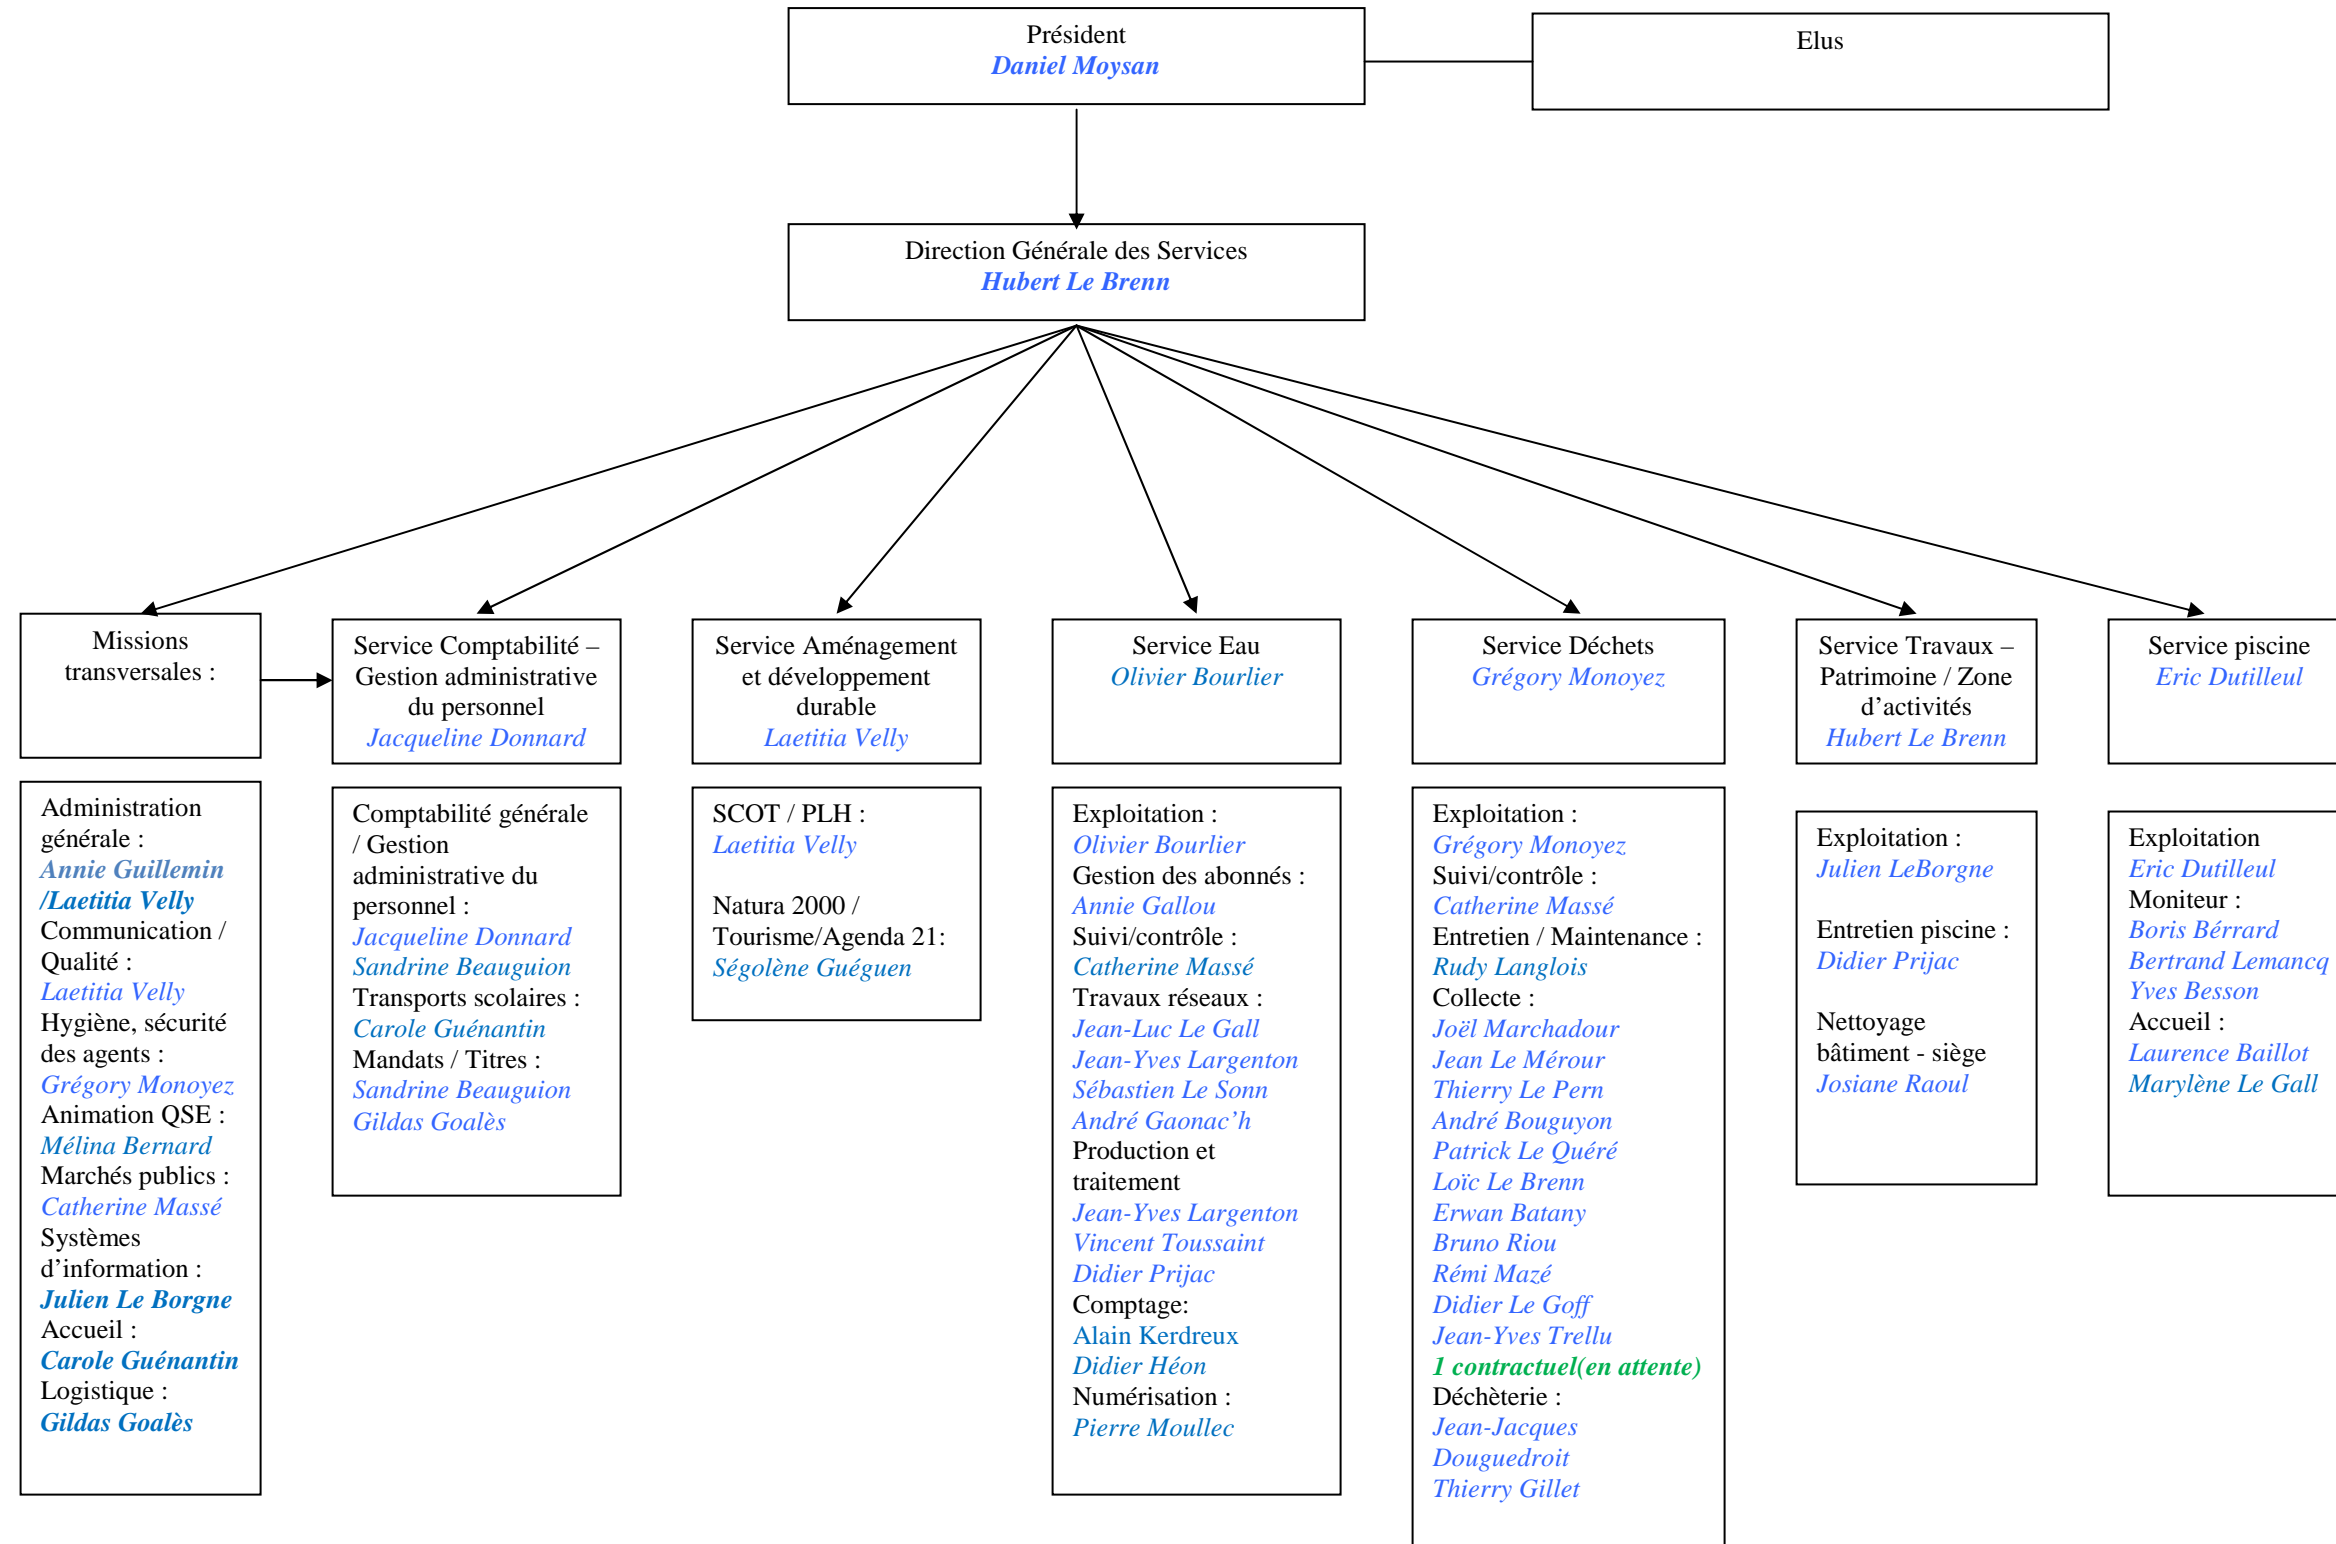 Président
Daniel Moysan
Elus
Direction Générale des Services
Hubert Le Brenn
Missions
transversales :
Service Comptabilité –
Gestion administrative
du personnel
Jacqueline Donnard
Service Aménagement
et développement
durable
Laetitia Velly
Service Eau
Olivier Bourlier
Service Déchets
Grégory Monoyez
Service Travaux –
Patrimoine / Zone
d’activités
Hubert Le Brenn
Service piscine
Eric Dutilleul
Administration
générale :
Annie Guillemin
/Laetitia Velly
Communication /
Qualité :
Laetitia Velly
Hygiène, sécurité
des agents :
Grégory Monoyez
Animation QSE :
Mélina Bernard
Marchés publics :
Catherine Massé
Systèmes
d’information :
Julien Le Borgne
Accueil :
Carole Guénantin
Logistique :
Gildas Goalès
Comptabilité générale
/ Gestion
administrative du
personnel :
Jacqueline Donnard
Sandrine Beauguion
Transports scolaires :
Carole Guénantin
Mandats / Titres :
Sandrine Beauguion
Gildas Goalès
SCOT / PLH :
Laetitia Velly
Natura 2000 /
Tourisme/Agenda 21:
Ségolène Guéguen
Exploitation :
Olivier Bourlier
Gestion des abonnés :
Annie Gallou
Suivi/contrôle :
Catherine Massé
Travaux réseaux :
Jean-Luc Le Gall
Jean-Yves Largenton
Sébastien Le Sonn
André Gaonac’h
Production et
traitement
Jean-Yves Largenton
Vincent Toussaint
Didier Prijac
Comptage:
Alain Kerdreux
Didier Héon
Numérisation :
Pierre Moullec
Exploitation :
Grégory Monoyez
Suivi/contrôle :
Catherine Massé
Entretien / Maintenance :
Rudy Langlois
Collecte :
Joël Marchadour
Jean Le Mérour
Thierry Le Pern
André Bouguyon
Patrick Le Quéré
Loïc Le Brenn
Erwan Batany
Bruno Riou
Rémi Mazé
Didier Le Goff
Jean-Yves Trellu
1 contractuel(en attente)
Déchèterie :
Jean-Jacques
Douguedroit
Thierry Gillet
Exploitation :
Julien LeBorgne
Entretien piscine :
Didier Prijac
Nettoyage
bâtiment - siège
Josiane Raoul
Exploitation
Eric Dutilleul
Moniteur :
Boris Bérrard
Bertrand Lemancq
Yves Besson
Accueil :
Laurence Baillot
Marylène Le Gall